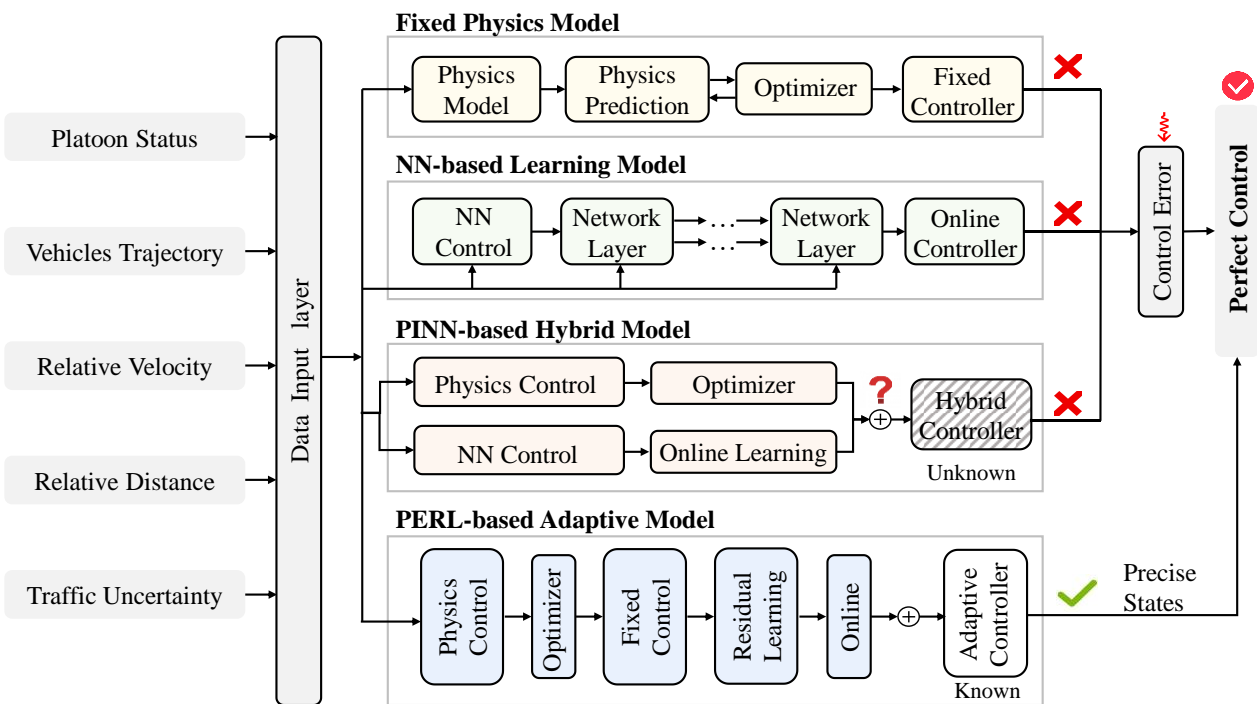 Platoon Status
Vehicles Trajectory
Relative Velocity
Relative Distance
Traffic Uncertainty
Data Input layer
Fixed Physics Model
Physics
Model
Physics
Prediction
Optimizer
Fixed
Controller
NN-based Learning Model
NN
Control
Network
Layer
...
...
Network
Layer
Online
Controller
PINN-based Hybrid Model
Physics Control
Optimizer
NN Control
Online Learning
?
+
Hybrid
Controller
Unknown
PERL-based Adaptive Model
Physics
Control
Optimizer
Fixed
Control
Residual
Learning
Online
+
Adaptive
Controller
Known
Precise
States
Control Error
Perfect Control